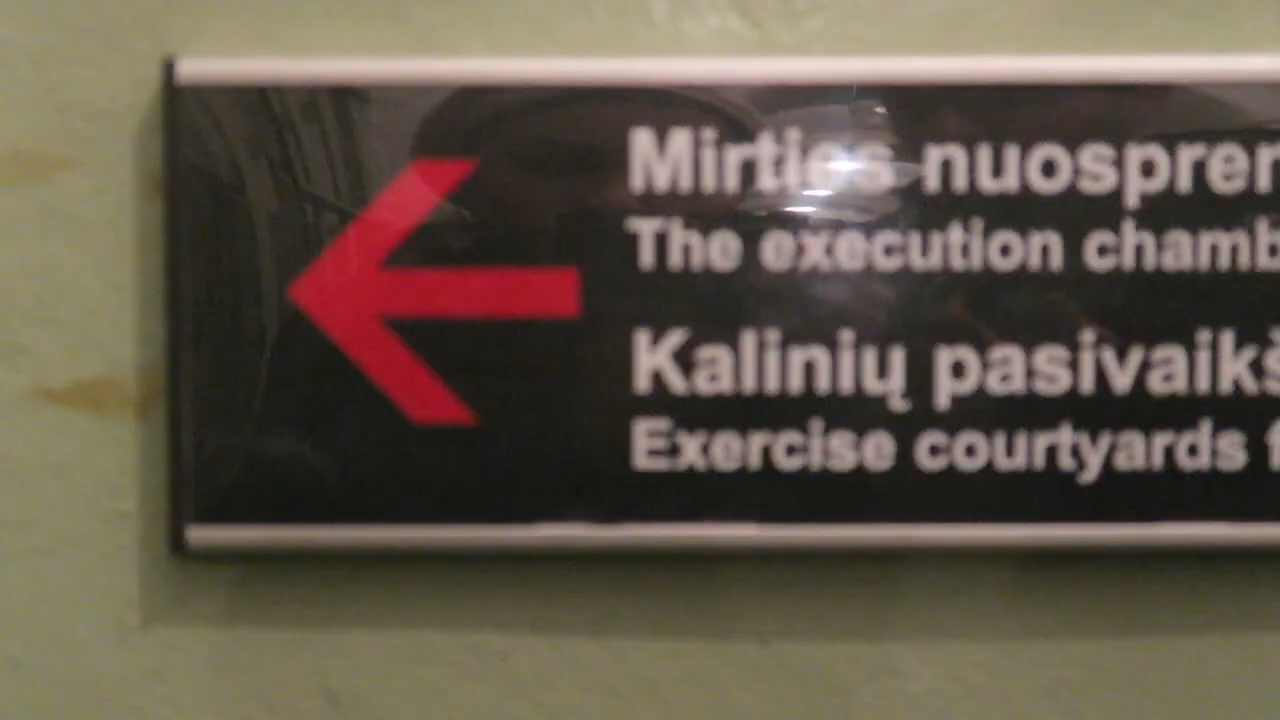 Mirties nuospren
The execution chamb
Kalinių pasivaikš
Exercise courtyards f